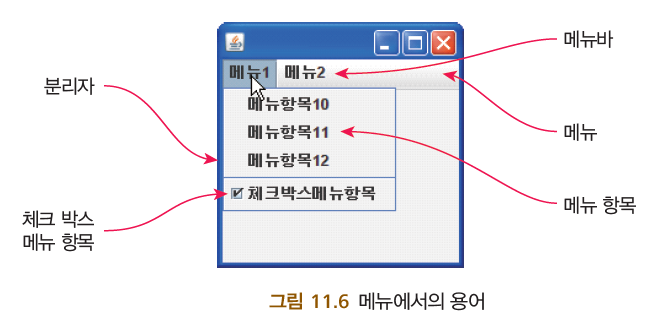 메뉴바
메뉴1 메뉴2
분리자
메뉴항목10
메뉴항목11
메뉴
메뉴항목12
체크박스메뉴항목
메뉴 항목
체크 박스
메뉴 항목
그림 11.6 메뉴에서의 용어